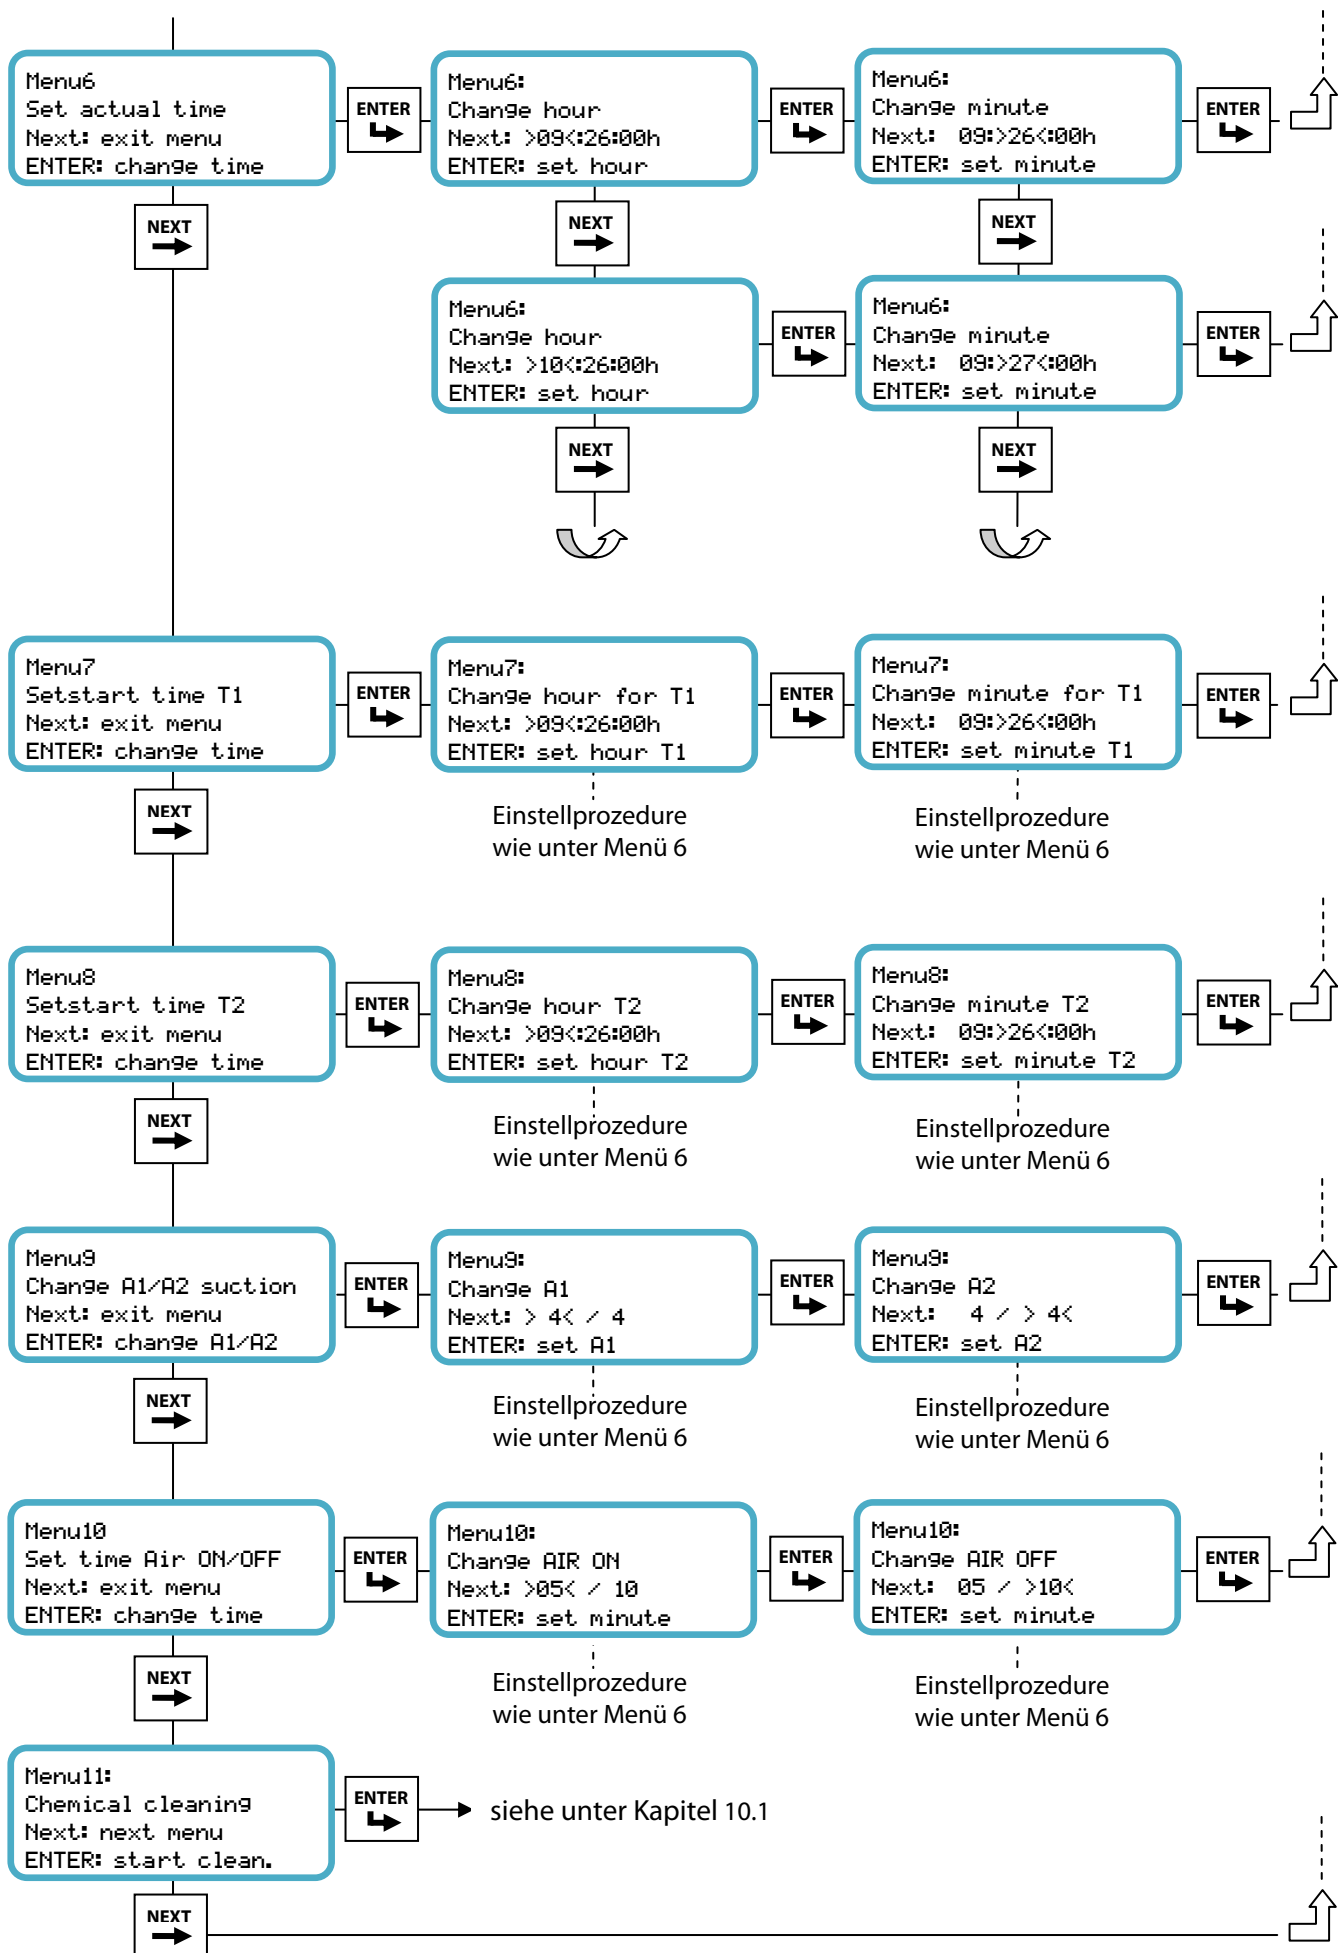 Menu6
Set actual time
Next: exit menu
ENTER: change time
ENTER
Menu6:
Change hour
Next: >09<:26:00h
ENTER: set hour
ENTER
Menu6:
Change minute
Next: 09:>26<:00h
ENTER: set minute
ENTER
NEXT
NEXT
NEXT
Menu6:
Change hour
Next: >10<:26:00h
ENTER: set hour
ENTER
Menu6:
Change minute
Next: 09:>27<:00h
ENTER: set minute
ENTER
NEXT
NEXT
Menu7
Setstart time T1
Next: exit menu
ENTER: change time
ENTER
Menu7:
Change hour for T1
Next: >09<:26:00h
ENTER: set hour T1
ENTER
Menu7:
Change minute for T1
Next: 09:>26<:00h
ENTER: set minute T1
ENTER
NEXT
Einstellprozedure
wie unter Menü 6
Einstellprozedure
wie unter Menü 6
Menu8
Setstart time T2
Next: exit menu
ENTER: change time
ENTER
Menu8:
Change hour T2
Next: >09<:26:00h
ENTER: set hour T2
ENTER
Menu8:
Change minute T2
Next: 09:>26<:00h
ENTER: set minute T2
ENTER
NEXT
Einstellprozedure
wie unter Menü 6
Einstellprozedure
wie unter Menü 6
Menu9
Change A1/A2 suction
Next: exit menu
ENTER: change A1/A2
ENTER
Menu9:
Change A1
Next: > 4< / 4
ENTER: set A1
ENTER
Menu9:
Change A2
Next: 4 / > 4<
ENTER: set A2
ENTER
NEXT
Einstellprozedure
wie unter Menü 6
Einstellprozedure
wie unter Menü 6
Menu10
Set time Air ON/OFF
Next: exit menu
ENTER: change time
ENTER
Menu10:
Change AIR ON
Next: >05< / 10
ENTER: set minute
ENTER
Menu10:
Change AIR OFF
Next: 05 / >10<
ENTER: set minute
ENTER
NEXT
Einstellprozedure
wie unter Menü 6
Einstellprozedure
wie unter Menü 6
Menu11:
Chemical cleaning
Next: next menu
ENTER: start clean.
ENTER
siehe unter Kapitel 10.1
NEXT